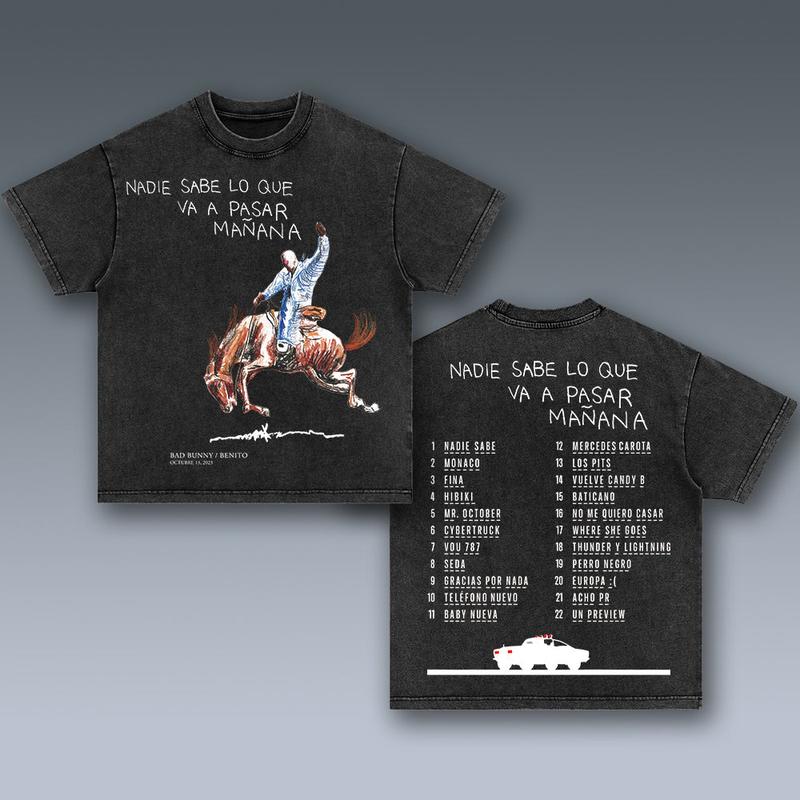 NADIE SABE LO QUE
VA A PASAR
MAÑANA
BAD BUNNY / BENITO
OCTUBRE 13, 2023
NADIE SABE LO QUE
VA A PASAR
MAÑANA
1 NADIE SABE
2 MONACO
3 FINA
4 HIBIKI
5 MR. OCTOBER
6 CYBERTRUCK
7 VOU 787
8 SEDA
9 GRACIAS POR NADA
10 TELÉFONO NUEVO
11 BABY NUEVA
12 MERCEDES CAROTA
13 LOS PITS
14 VUELVE CANDY B
15 BATICANO
16 NO ME QUIERO CASAR
17 WHERE SHE GOES
18 THUNDER Y LIGHTNING
19 PERRO NEGRO
20 EUROPA :(
21 ACHO PR
22 UN PREVIEW